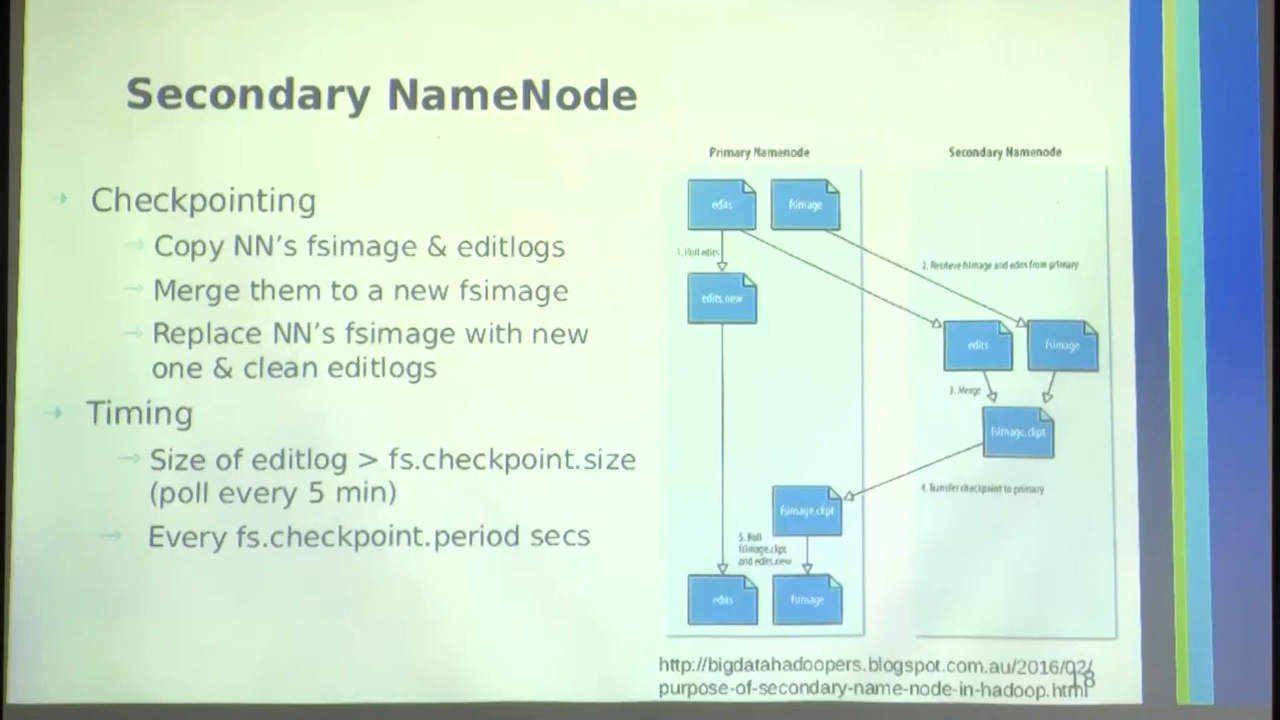 Secondary NameNode
Checkpointing
Copy NN’s fsimage & editlogs
Merge them to a new fsimage
Replace NN’s fsimage with new
one & clean editlogs
Timing
Size of editlog > fs.checkpoint.size
(poll every 5 min)
Every fs.checkpoint.period secs
Primary Namenode
Secondary Namenode
edits
fsimage
1. Roll edits
2. Retrieve fsimage and edits from primary
edits.new
edits
fsimage
3. Merge
fsimage.ckpt
4. Transfer checkpoint to primary
fsimage.ckpt
5. Roll
fsimage.ckpt
and edits.new
edits
fsimage
http://bigdatahadoopers.blogspot.com.au/2016/02/
purpose-of-secondary-name-node-in-hadoop.html
18